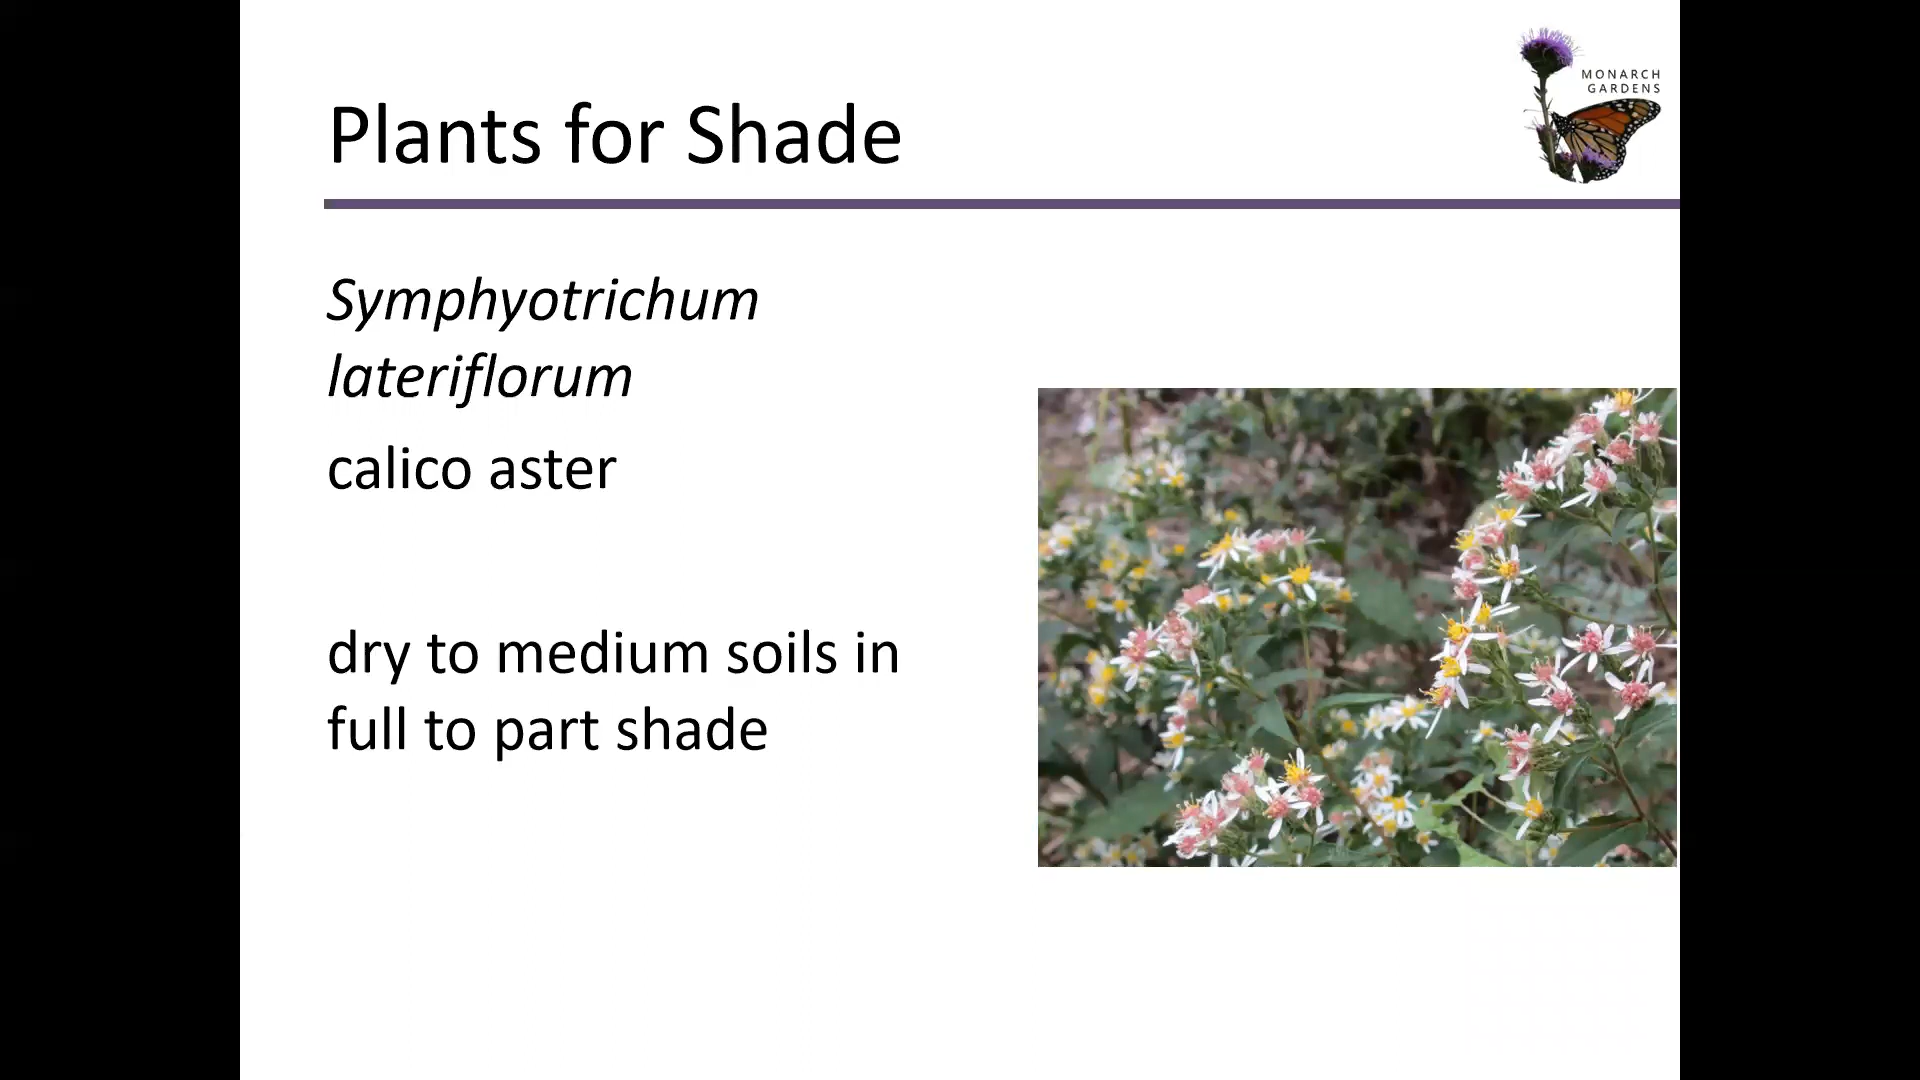 MONARCH
GARDENS
Plants for Shade
Symphyotrichum
lateriflorum
calico aster
dry to medium soils in
full to part shade